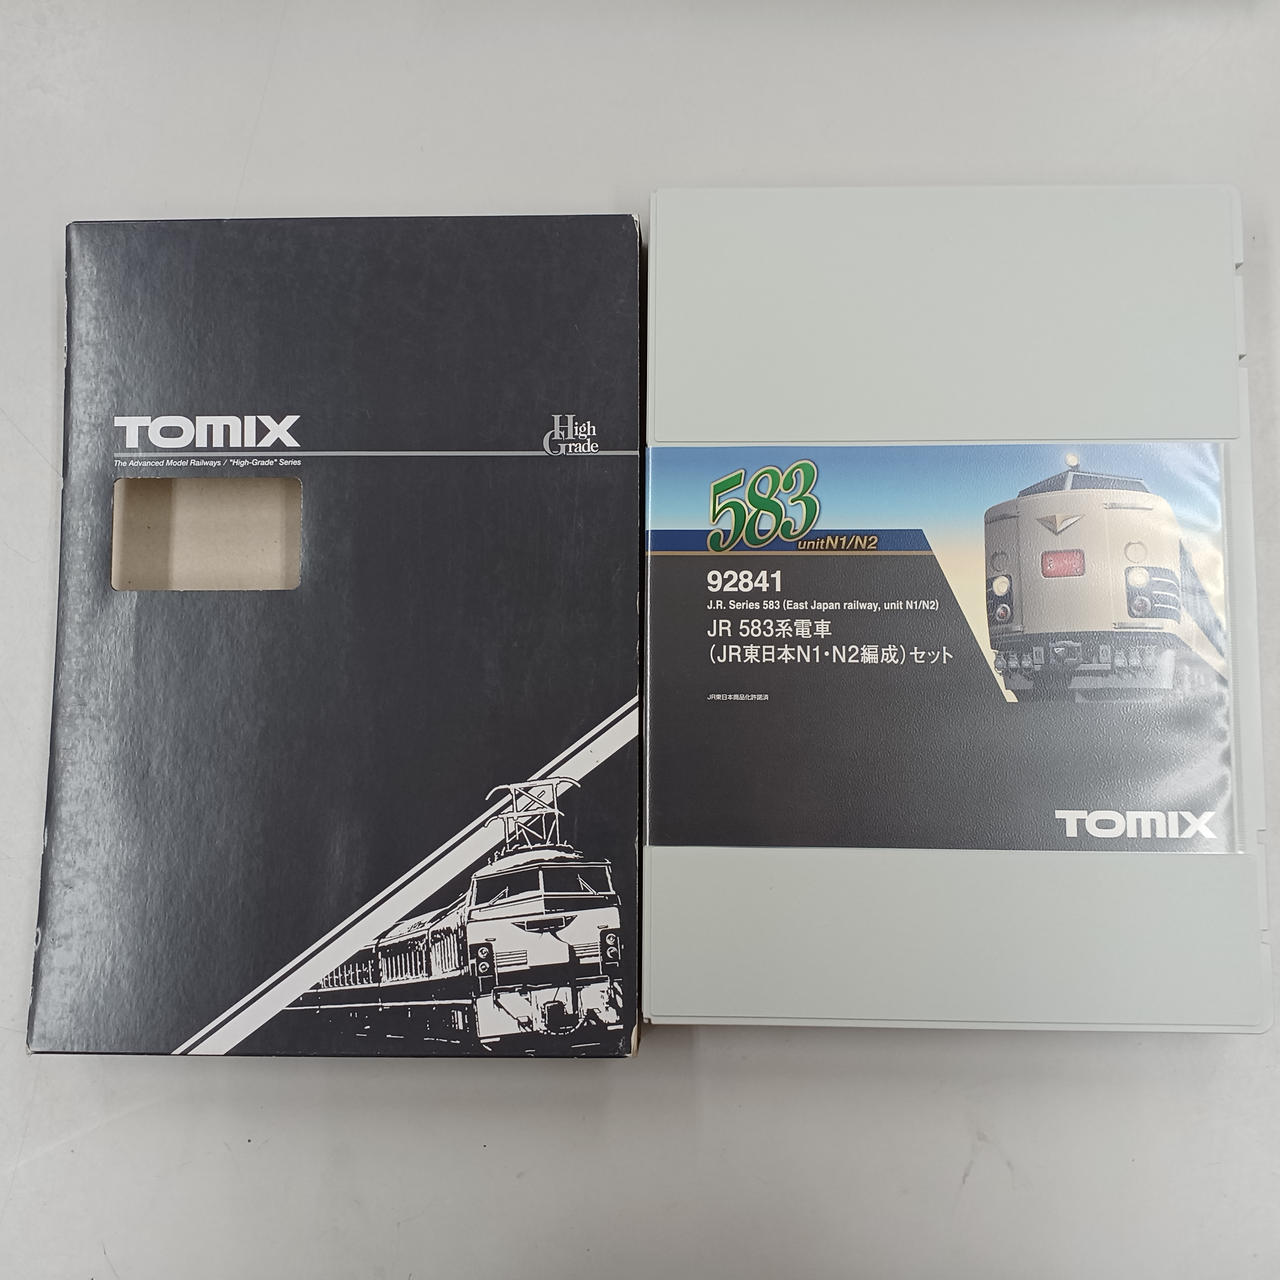 TOMIX
The Advanced Model Railways / "High-Grade" Series
High
Grade
583
unitN1/N2
92841
J.R. Series 583 (East Japan railway, unit N1/N2)
JR 583系電車
(JR東日本N1・N2編成)セット
JR東日本商品化許諾済
TOMIX